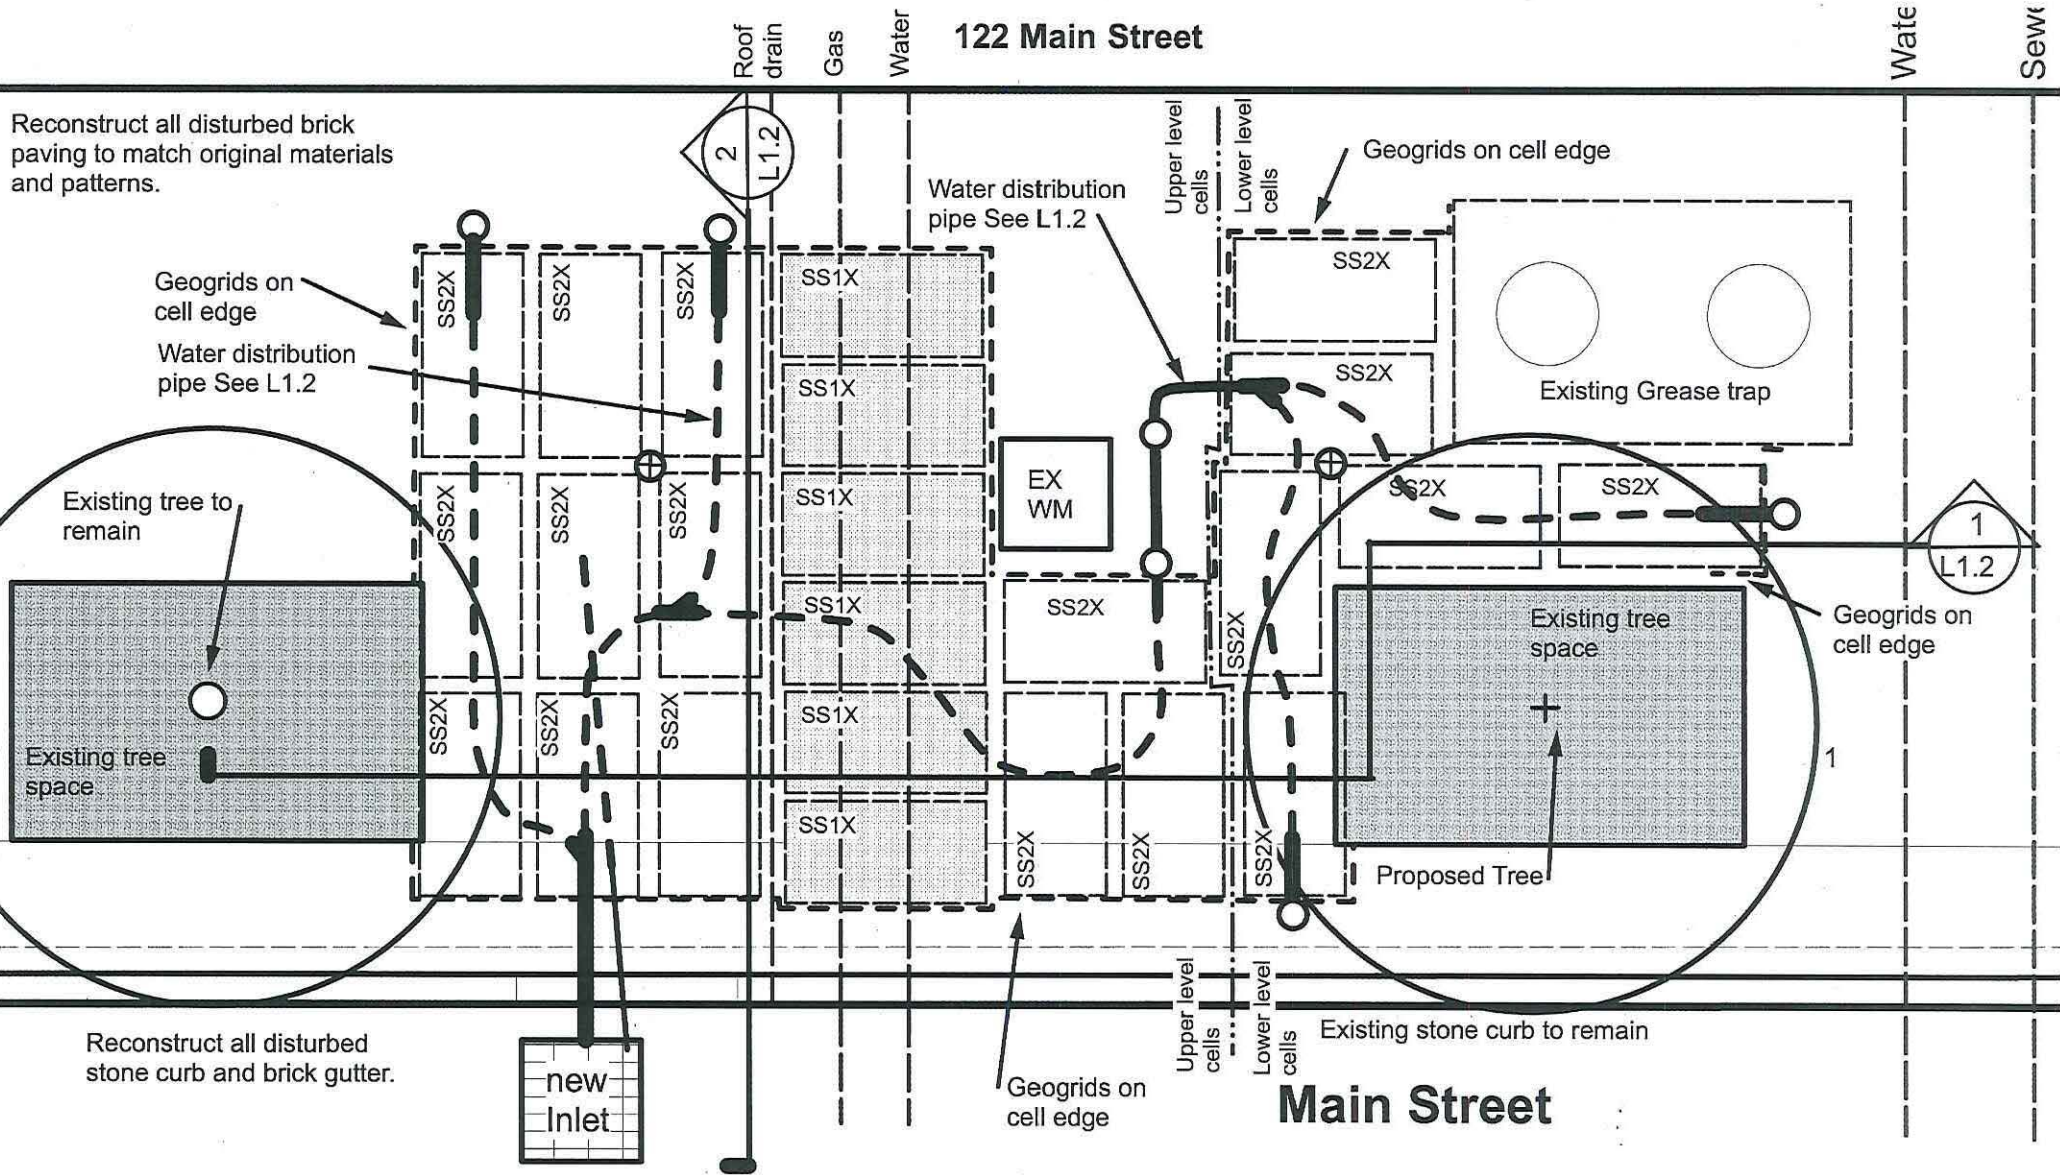 122 Main Street
Roof
drain
Gas
Water
Wate
Sewe
Reconstruct all disturbed brick
paving to match original materials
and patterns.
2
L1.2
Upper level
cells
Lower level
cells
Geogrids on cell edge
Water distribution
pipe See L1.2
Geogrids on
cell edge
Water distribution
pipe See L1.2
SS2X
SS2X
SS2X
SS1X
SS2X
SS2X
Existing Grease trap
SS1X
Existing tree to
remain
SS2X
SS2X
SS2X
SS1X
EX
WM
SS2X
SS2X
1
L1.2
SS1X
SS2X
SS2X
Existing tree
space
Geogrids on
cell edge
Existing tree
space
SS2X
SS2X
SS2X
SS1X
1
SS1X
SS2X
SS2X
SS2X
Proposed Tree
Reconstruct all disturbed
stone curb and brick gutter.
new
Inlet
Geogrids on
cell edge
Upper level
cells
Lower level
cells
Existing stone curb to remain
Main Street